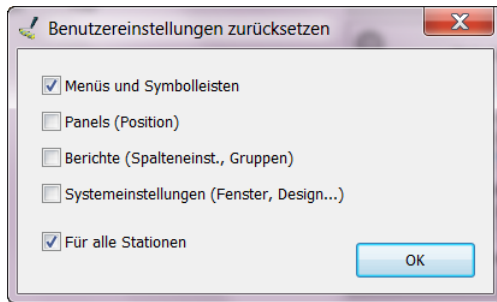 Benutzereinstellungen zurücksetzen
Menüs und Symbolleisten
Panels (Position)
Berichte (Spalteneinst., Gruppen)
Systemeinstellungen (Fenster, Design...)
Für alle Stationen
OK